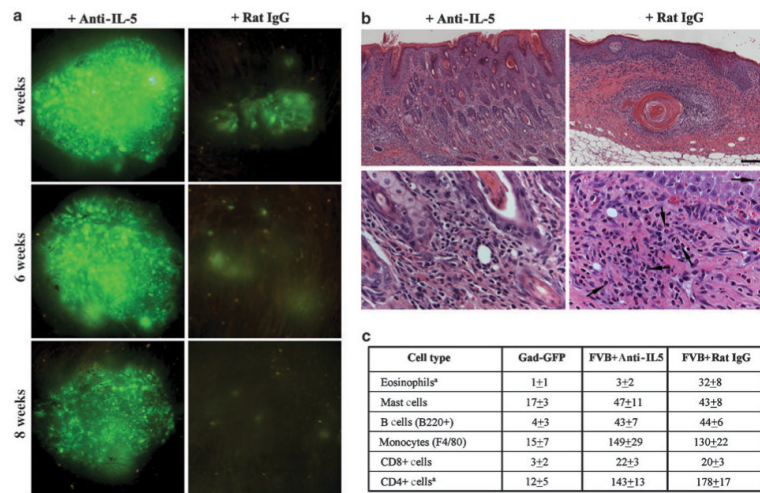 a
+ Anti-IL-5 + Rat IgG
4 weeks
6 weeks
8 weeks
b
+ Anti-IL-5 + Rat IgG
c
Cell type Gad-GFP FVB+Anti-IL5 FVB+Rat IgG
Eosinophilsᵃ 1±1 3±2 32±8
Mast cells 17±3 47±11 43±8
B cells (B220+) 4±3 43±7 44±6
Monocytes (F4/80) 15±7 149±29 130±22
CD8+ cells 3±2 22±3 20±3
CD4+ cellsᵃ 12±5 143±13 178±17